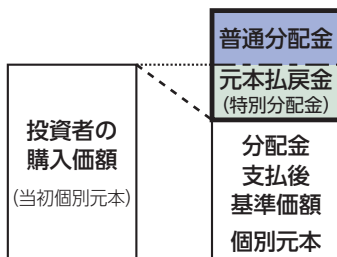 普通分配金
元本払戻金
(特別分配金)
投資者の
購入価額
(当初個別元本)
分配金
支払後
基準価額
個別元本